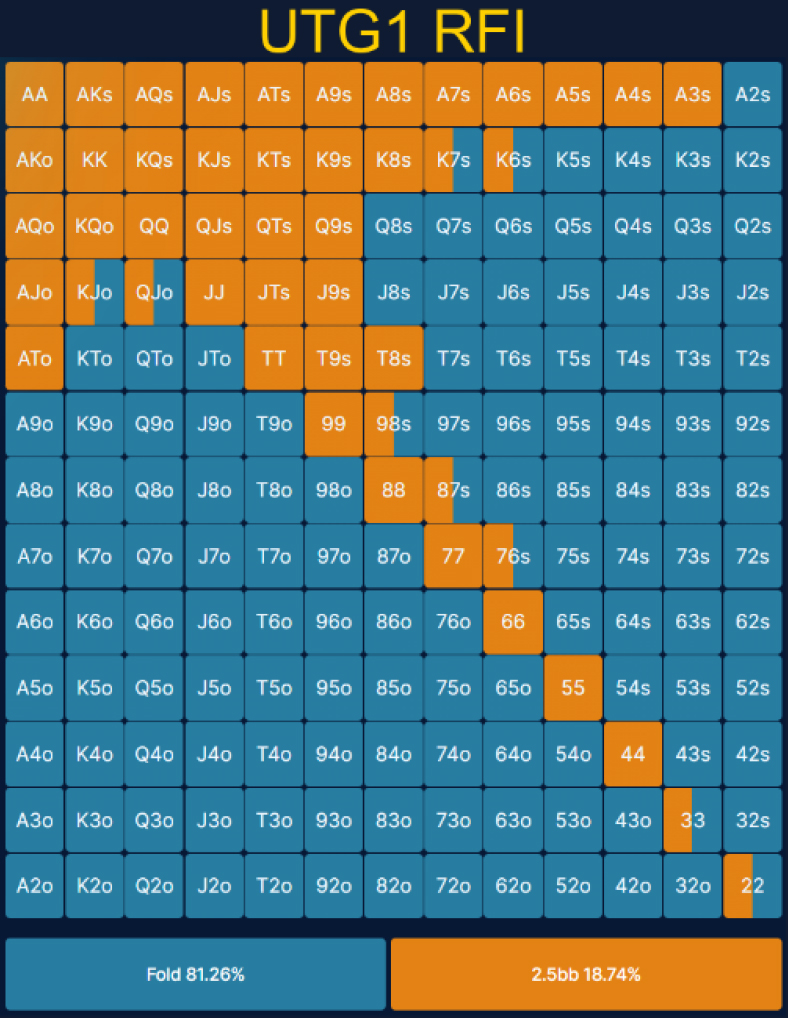 UTG1 RFI
AA AKs AQs AJs ATs A9s A8s A7s A6s A5s A4s A3s A2s
AKo KK KQs KJs KTs K9s K8s K7s K6s K5s K4s K3s K2s
AQo KQo QQ QJs QTs Q9s Q8s Q7s Q6s Q5s Q4s Q3s Q2s
AJo KJo QJo JJ JTs J9s J8s J7s J6s J5s J4s J3s J2s
ATo KTo QTo JTo TT T9s T8s T7s T6s T5s T4s T3s T2s
A9o K9o Q9o J9o T9o 99 98s 97s 96s 95s 94s 93s 92s
A8o K8o Q8o J8o T8o 98o 88 87s 86s 85s 84s 83s 82s
A7o K7o Q7o J7o T7o 97o 87o 77 76s 75s 74s 73s 72s
A6o K6o Q6o J6o T6o 96o 86o 76o 66 65s 64s 63s 62s
A5o K5o Q5o J5o T5o 95o 85o 75o 65o 55 54s 53s 52s
A4o K4o Q4o J4o T4o 94o 84o 74o 64o 54o 44 43s 42s
A3o K3o Q3o J3o T3o 93o 83o 73o 63o 53o 43o 33 32s
A2o K2o Q2o J2o T2o 92o 82o 72o 62o 52o 42o 32o 22
Fold 81.26% 2.5bb 18.74%